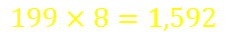 199 × 8 = 1,592